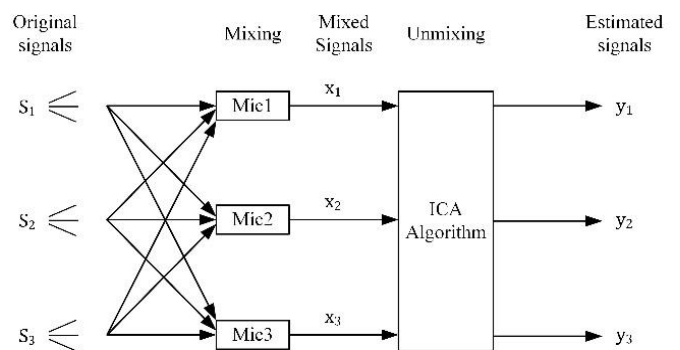 Original signals
Mixing
Mixed Signals
Unmixing
Estimated signals
S1
Mic1
x1
y1
S2
Mic2
x2
ICA Algorithm
y2
S3
Mic3
x3
y3